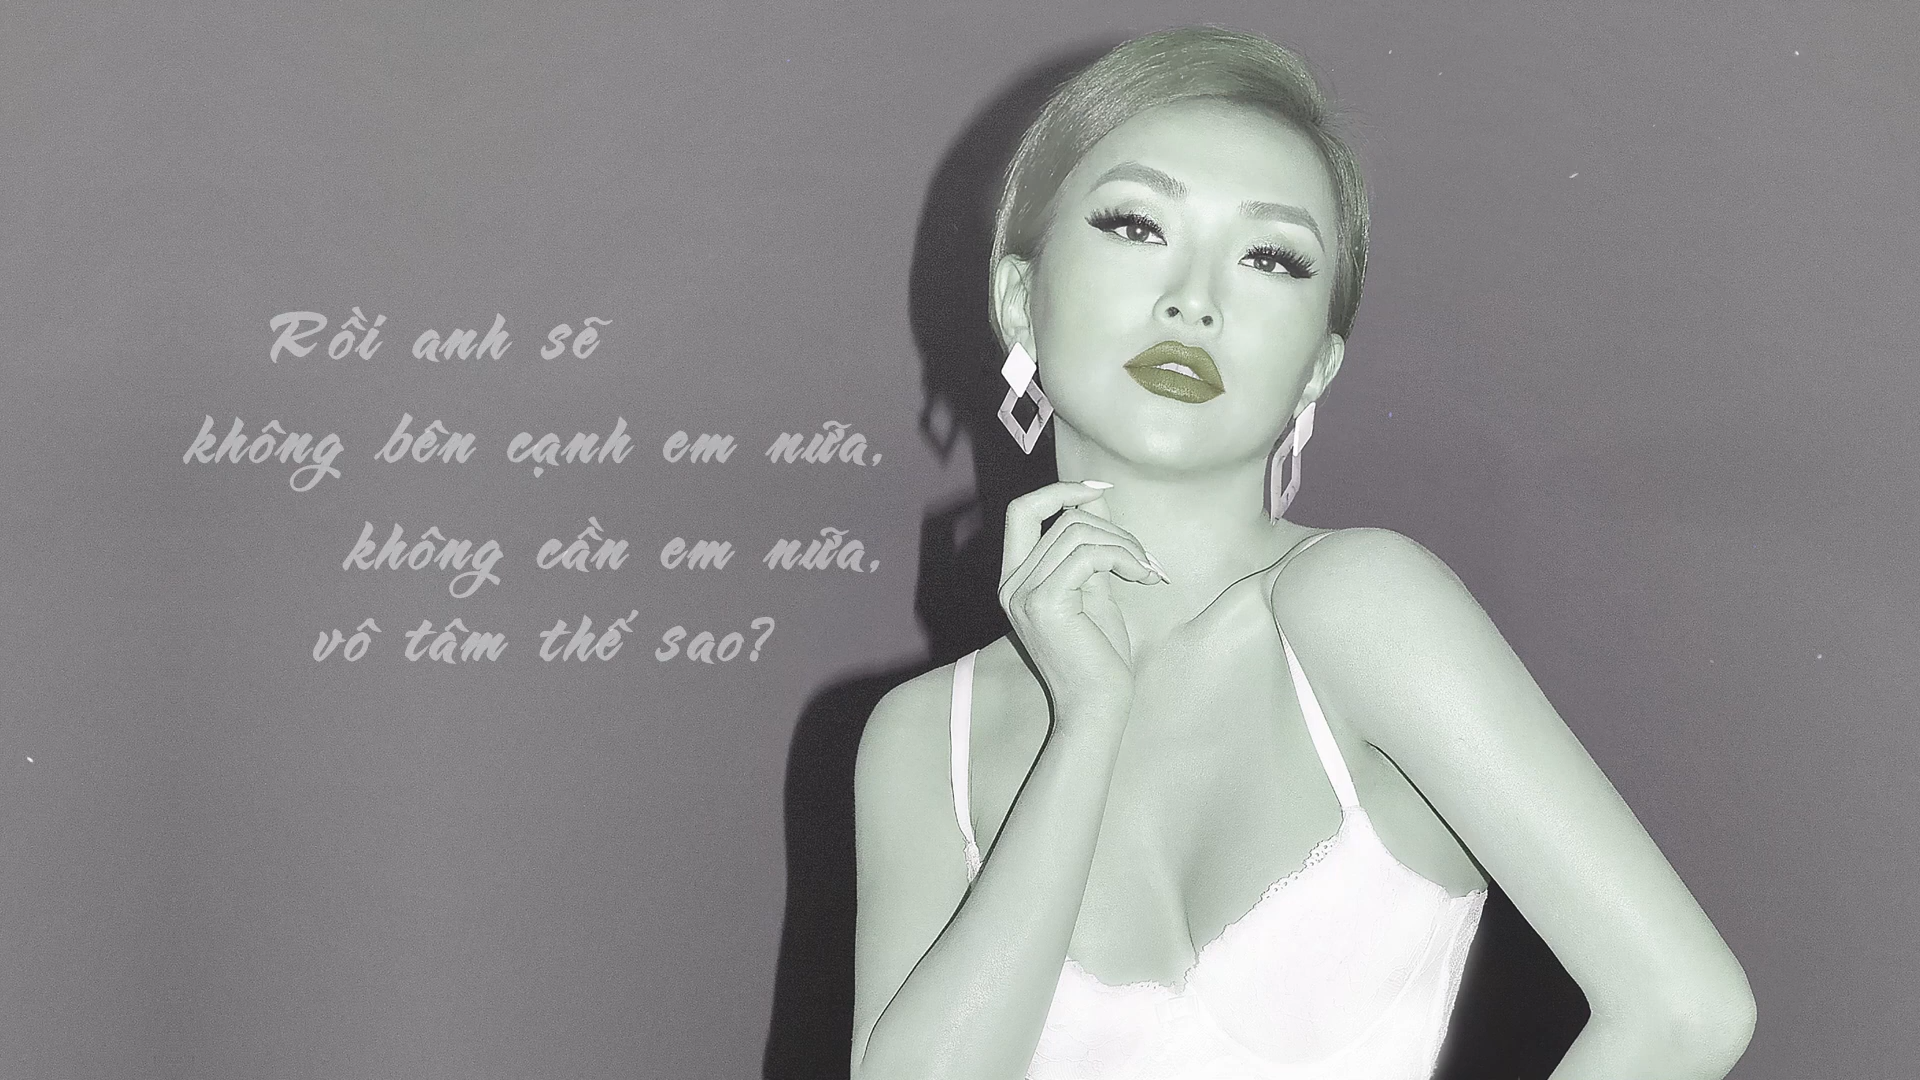 Rồi anh sẽ
không bên cạnh em nữa,
không cần em nữa,
vô tâm thế sao?